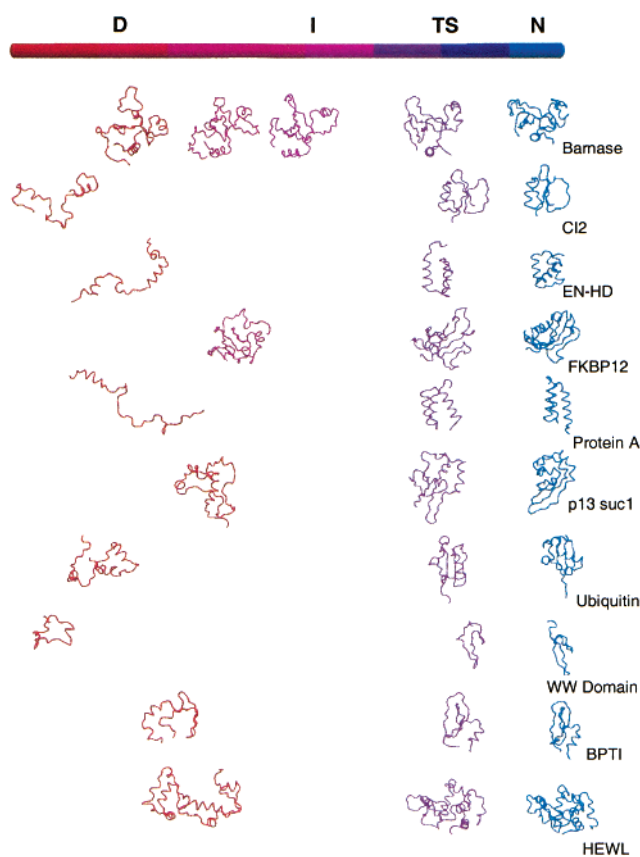 D I TS N
Barnase
CI2
EN-HD
FKBP12
Protein A
p13 suc1
Ubiquitin
WW Domain
BPTI
HEWL